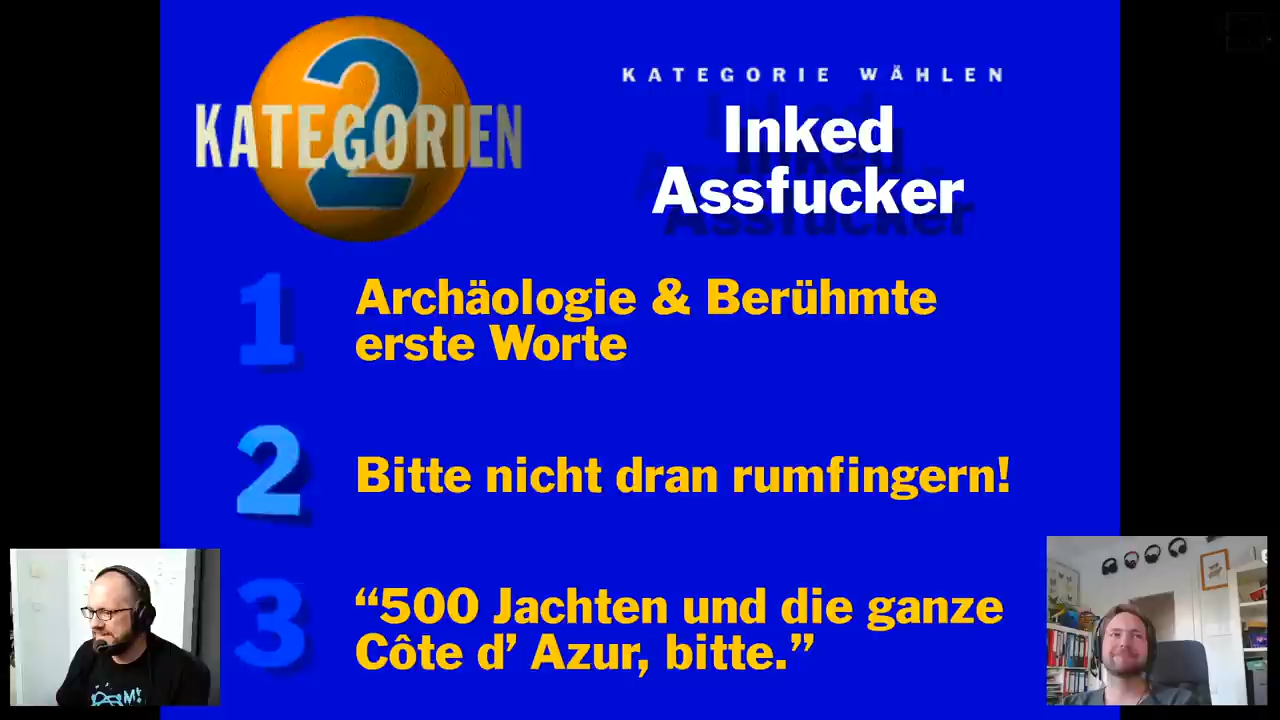 2
KATEGORIEN
KATEGORIE WÄHLEN
Inked
Assfucker
1 Archäologie & Berühmte
erste Worte
2 Bitte nicht dran rumfingern!
3 “500 Jachten und die ganze
Côte d’ Azur, bitte.”